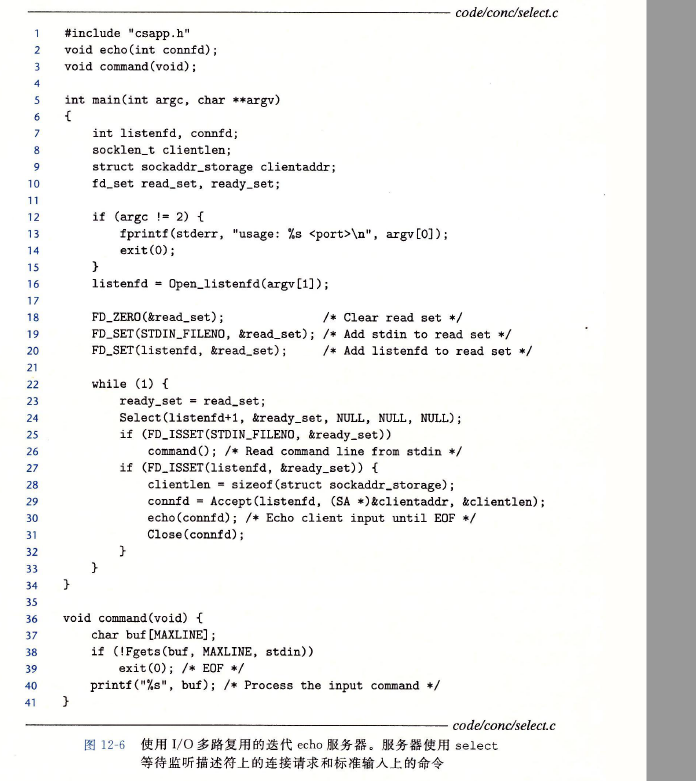 code/conc/select.c
1 #include "csapp.h"
2 void echo(int connfd);
3 void command(void);
4
5 int main(int argc, char **argv)
6 {
7     int listenfd, connfd;
8     socklen_t clientlen;
9     struct sockaddr_storage clientaddr;
10     fd_set read_set, ready_set;
11
12     if (argc != 2) {
13         fprintf(stderr, "usage: %s <port>\n", argv[0]);
14         exit(0);
15     }
16     listenfd = Open_listenfd(argv[1]);
17
18     FD_ZERO(&read_set);              /* Clear read set */
19     FD_SET(STDIN_FILENO, &read_set); /* Add stdin to read set */
20     FD_SET(listenfd, &read_set);     /* Add listenfd to read set */
21
22     while (1) {
23         ready_set = read_set;
24         Select(listenfd+1, &ready_set, NULL, NULL, NULL);
25         if (FD_ISSET(STDIN_FILENO, &ready_set))
26             command(); /* Read command line from stdin */
27         if (FD_ISSET(listenfd, &ready_set)) {
28             clientlen = sizeof(struct sockaddr_storage);
29             connfd = Accept(listenfd, (SA *)&clientaddr, &clientlen);
30             echo(connfd); /* Echo client input until EOF */
31             Close(connfd);
32         }
33     }
34 }
35
36 void command(void) {
37     char buf[MAXLINE];
38     if (!Fgets(buf, MAXLINE, stdin))
39         exit(0); /* EOF */
40     printf("%s", buf); /* Process the input command */
41 }
code/conc/select.c
图 12-6 使用 I/O 多路复用的迭代 echo 服务器。服务器使用 select
等待监听描述符上的连接请求和标准输入上的命令